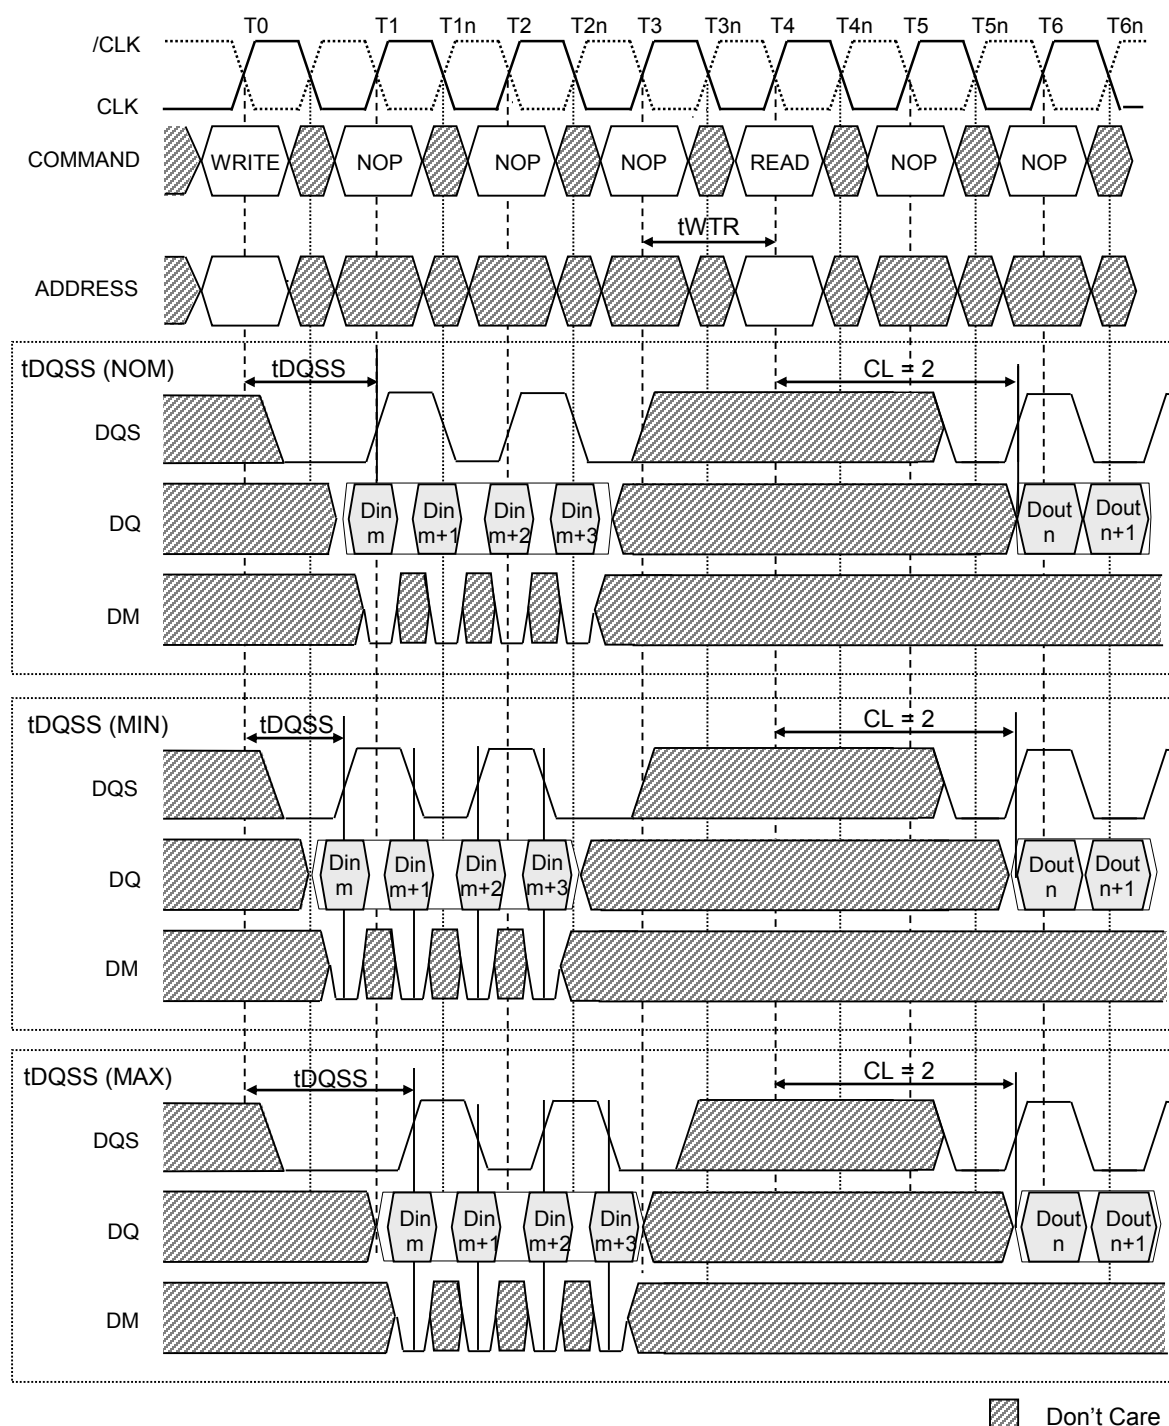 T0 T1 T1n T2 T2n T3 T3n T4 T4n T5 T5n T6 T6n
/CLK
CLK
COMMAND WRITE NOP NOP NOP READ NOP NOP
tWTR
ADDRESS
tDQSS (NOM) tDQSS CL = 2
DQS
DQ Din m Din m+1 Din m+2 Din m+3 Dout n Dout n+1
DM
tDQSS (MIN) tDQSS CL = 2
DQS
DQ Din m Din m+1 Din m+2 Din m+3 Dout n Dout n+1
DM
tDQSS (MAX) tDQSS CL = 2
DQS
DQ Din m Din m+1 Din m+2 Din m+3 Dout n Dout n+1
DM
Don't Care